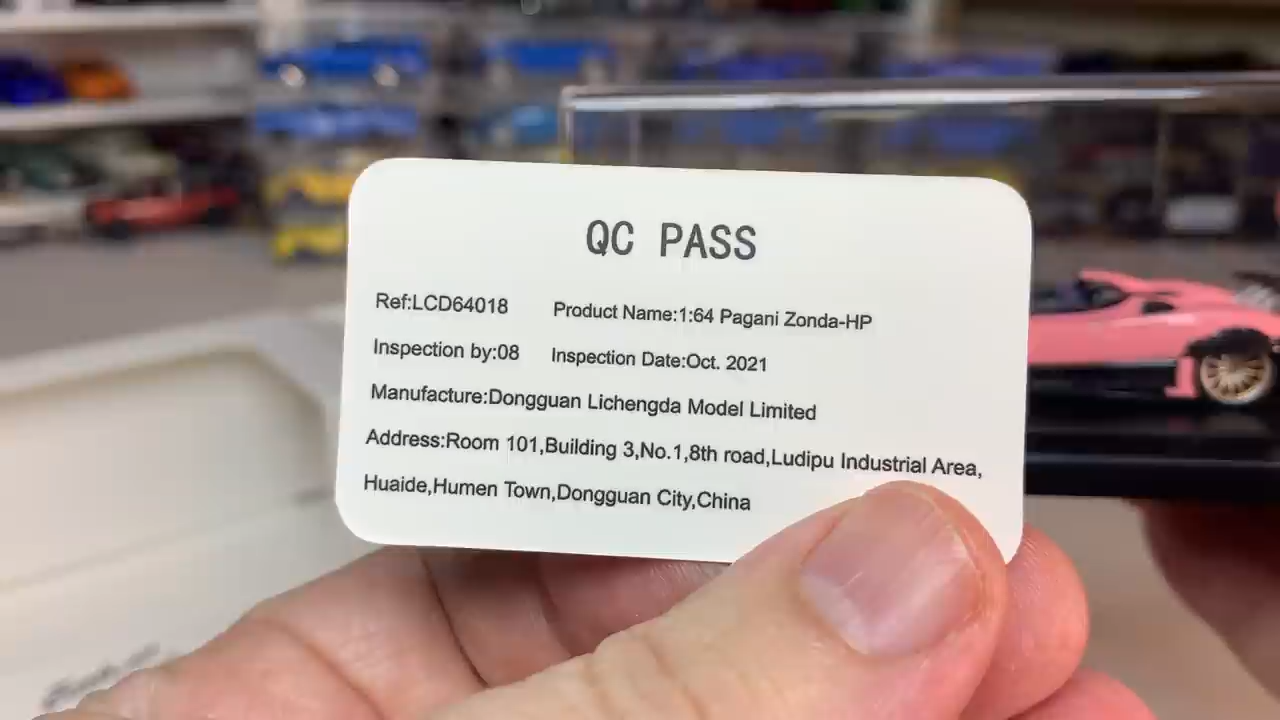 QC PASS
Ref:LCD64018 Product Name:1:64 Pagani Zonda-HP
Inspection by:08 Inspection Date:Oct. 2021
Manufacture:Dongguan Lichengda Model Limited
Address:Room 101,Building 3,No.1,8th road,Ludipu Industrial Area,
Huaide,Humen Town,Dongguan City,China